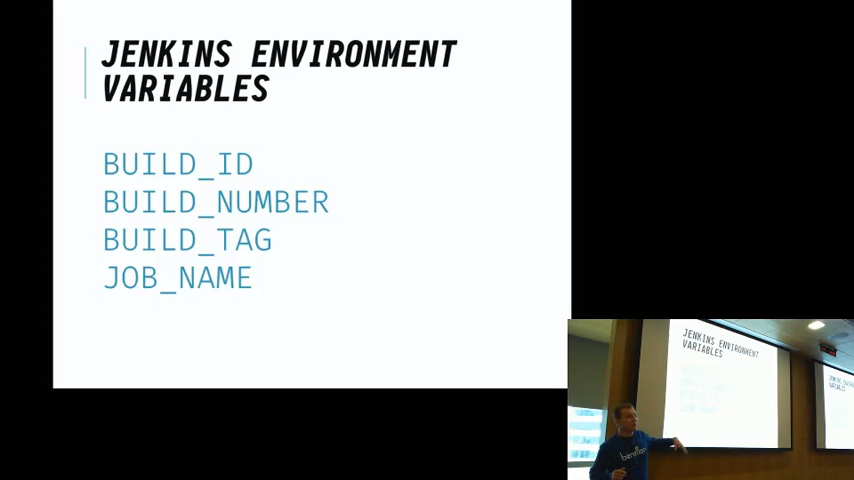 JENKINS ENVIRONMENT
VARIABLES
BUILD_ID
BUILD_NUMBER
BUILD_TAG
JOB_NAME
JENKINS ENVIRONMENT
VARIABLES